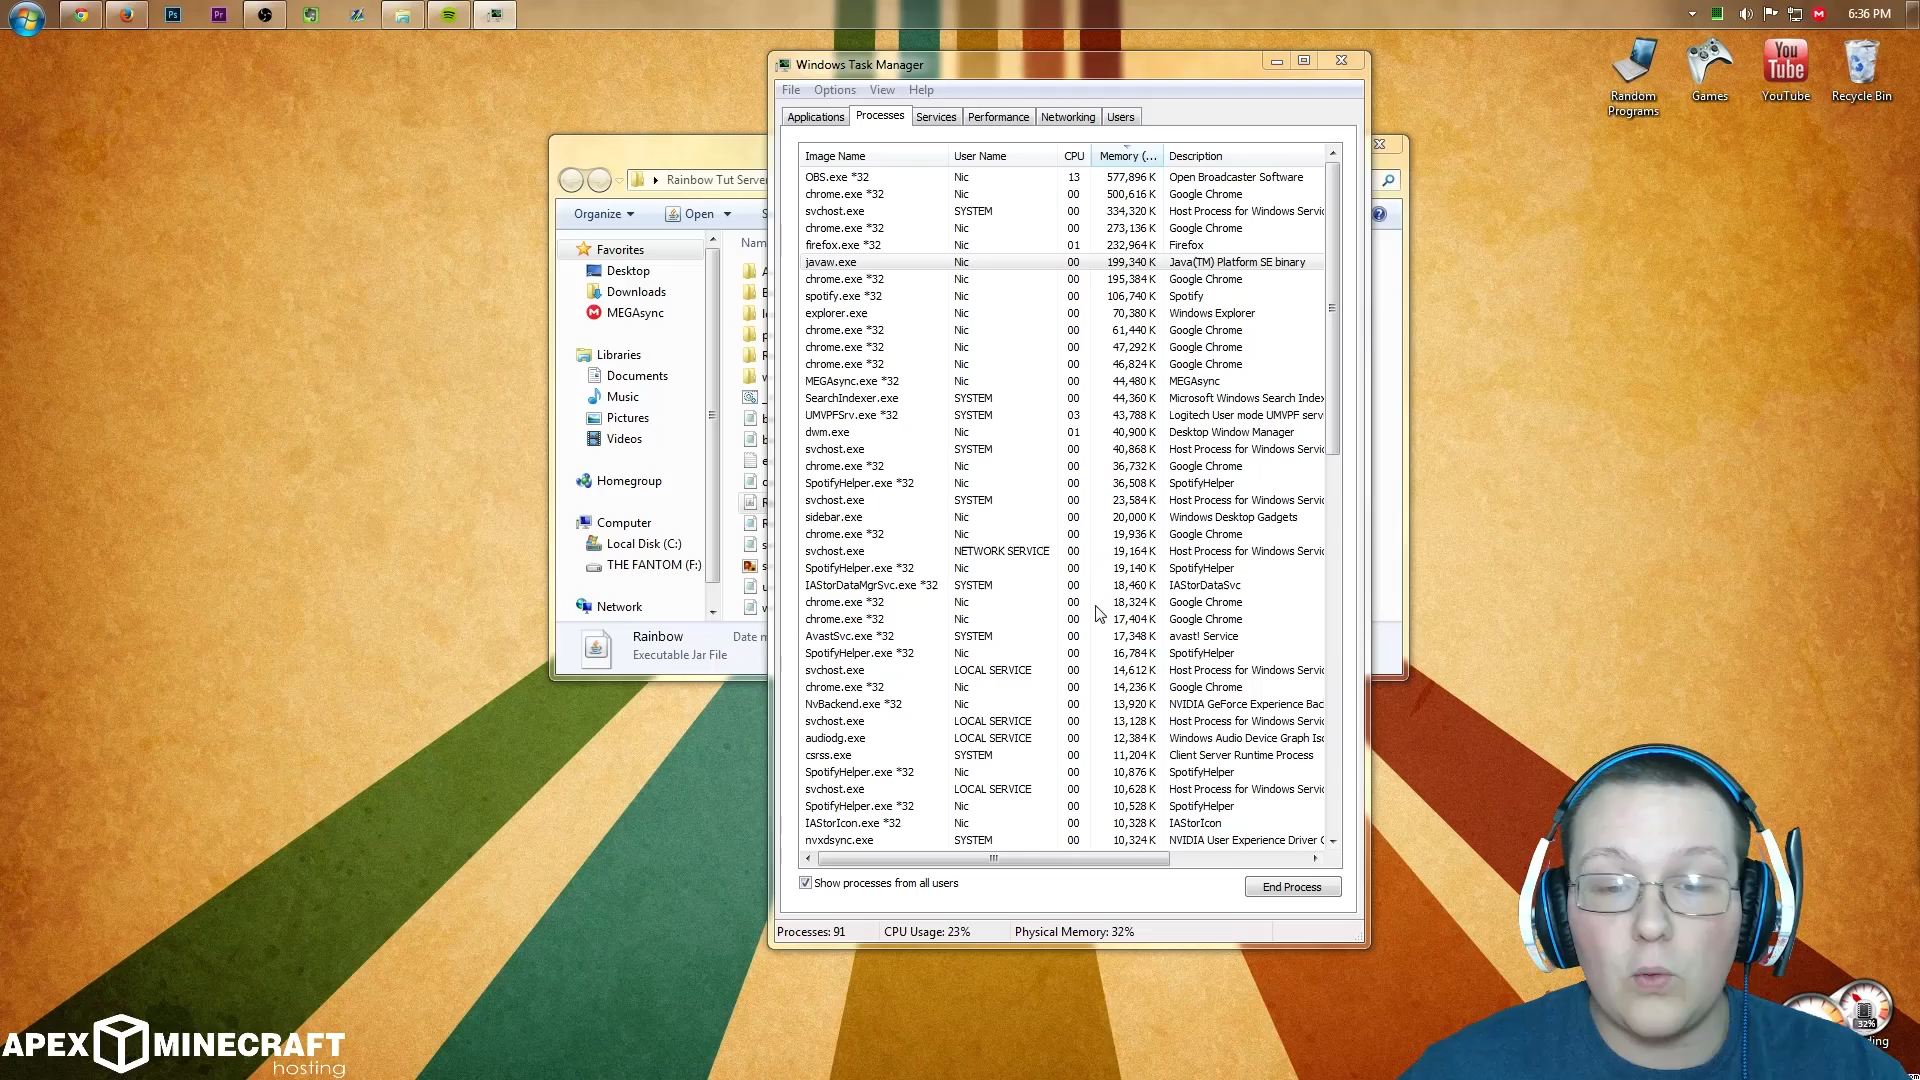 6:36 PM
Random
Programs
Games
You
Tube
YouTube
Recycle Bin
Windows Task Manager
File Options View Help
Applications Processes Services Performance Networking Users
Image Name User Name CPU Memory (... Description
OBS.exe *32 Nic 13 577,896 K Open Broadcaster Software
chrome.exe *32 Nic 00 500,616 K Google Chrome
svchost.exe SYSTEM 00 334,320 K Host Process for Windows Servic
chrome.exe *32 Nic 00 273,136 K Google Chrome
firefox.exe *32 Nic 01 232,964 K Firefox
javaw.exe Nic 00 199,340 K Java(TM) Platform SE binary
chrome.exe *32 Nic 00 195,384 K Google Chrome
spotify.exe *32 Nic 00 106,740 K Spotify
explorer.exe Nic 00 70,380 K Windows Explorer
chrome.exe *32 Nic 00 61,440 K Google Chrome
chrome.exe *32 Nic 00 47,292 K Google Chrome
chrome.exe *32 Nic 00 46,824 K Google Chrome
MEGAsync.exe *32 Nic 00 44,480 K MEGAsync
SearchIndexer.exe SYSTEM 00 44,360 K Microsoft Windows Search Index
UMVPFSrv.exe *32 SYSTEM 03 43,788 K Logitech User mode UMVPF serv
dwm.exe Nic 01 40,900 K Desktop Window Manager
svchost.exe SYSTEM 00 40,868 K Host Process for Windows Servic
chrome.exe *32 Nic 00 36,732 K Google Chrome
SpotifyHelper.exe *32 Nic 00 36,508 K SpotifyHelper
svchost.exe SYSTEM 00 23,584 K Host Process for Windows Servic
sidebar.exe Nic 00 20,000 K Windows Desktop Gadgets
chrome.exe *32 Nic 00 19,936 K Google Chrome
svchost.exe NETWORK SERVICE 00 19,164 K Host Process for Windows Servic
SpotifyHelper.exe *32 Nic 00 19,140 K SpotifyHelper
IAStorDataMgrSvc.exe *32 SYSTEM 00 18,460 K IAStorDataSvc
chrome.exe *32 Nic 00 18,324 K Google Chrome
chrome.exe *32 Nic 00 17,404 K Google Chrome
AvastSvc.exe *32 SYSTEM 00 17,348 K avast! Service
SpotifyHelper.exe *32 Nic 00 16,784 K SpotifyHelper
svchost.exe LOCAL SERVICE 00 14,612 K Host Process for Windows Servic
chrome.exe *32 Nic 00 14,236 K Google Chrome
NvBackend.exe *32 Nic 00 13,920 K NVIDIA GeForce Experience Bac
svchost.exe LOCAL SERVICE 00 13,128 K Host Process for Windows Servic
audiodg.exe LOCAL SERVICE 00 12,384 K Windows Audio Device Graph Iso
csrss.exe SYSTEM 00 11,204 K Client Server Runtime Process
SpotifyHelper.exe *32 Nic 00 10,876 K SpotifyHelper
svchost.exe LOCAL SERVICE 00 10,628 K Host Process for Windows Servic
SpotifyHelper.exe *32 Nic 00 10,528 K SpotifyHelper
IAStorIcon.exe *32 Nic 00 10,328 K IAStorIcon
nvxdsync.exe SYSTEM 00 10,324 K NVIDIA User Experience Driver C
Show processes from all users
End Process
Processes: 91 CPU Usage: 23% Physical Memory: 32%
Rainbow Tut Server
Organize Open S
Nam
Favorites
Desktop
Downloads
MEGAsync
Libraries
Documents
Music
Pictures
Videos
Homegroup
Computer
Local Disk (C:)
THE FANTOM (F:)
Network
Rainbow Date m
Executable Jar File
APEX MINECRAFT
hosting
32%